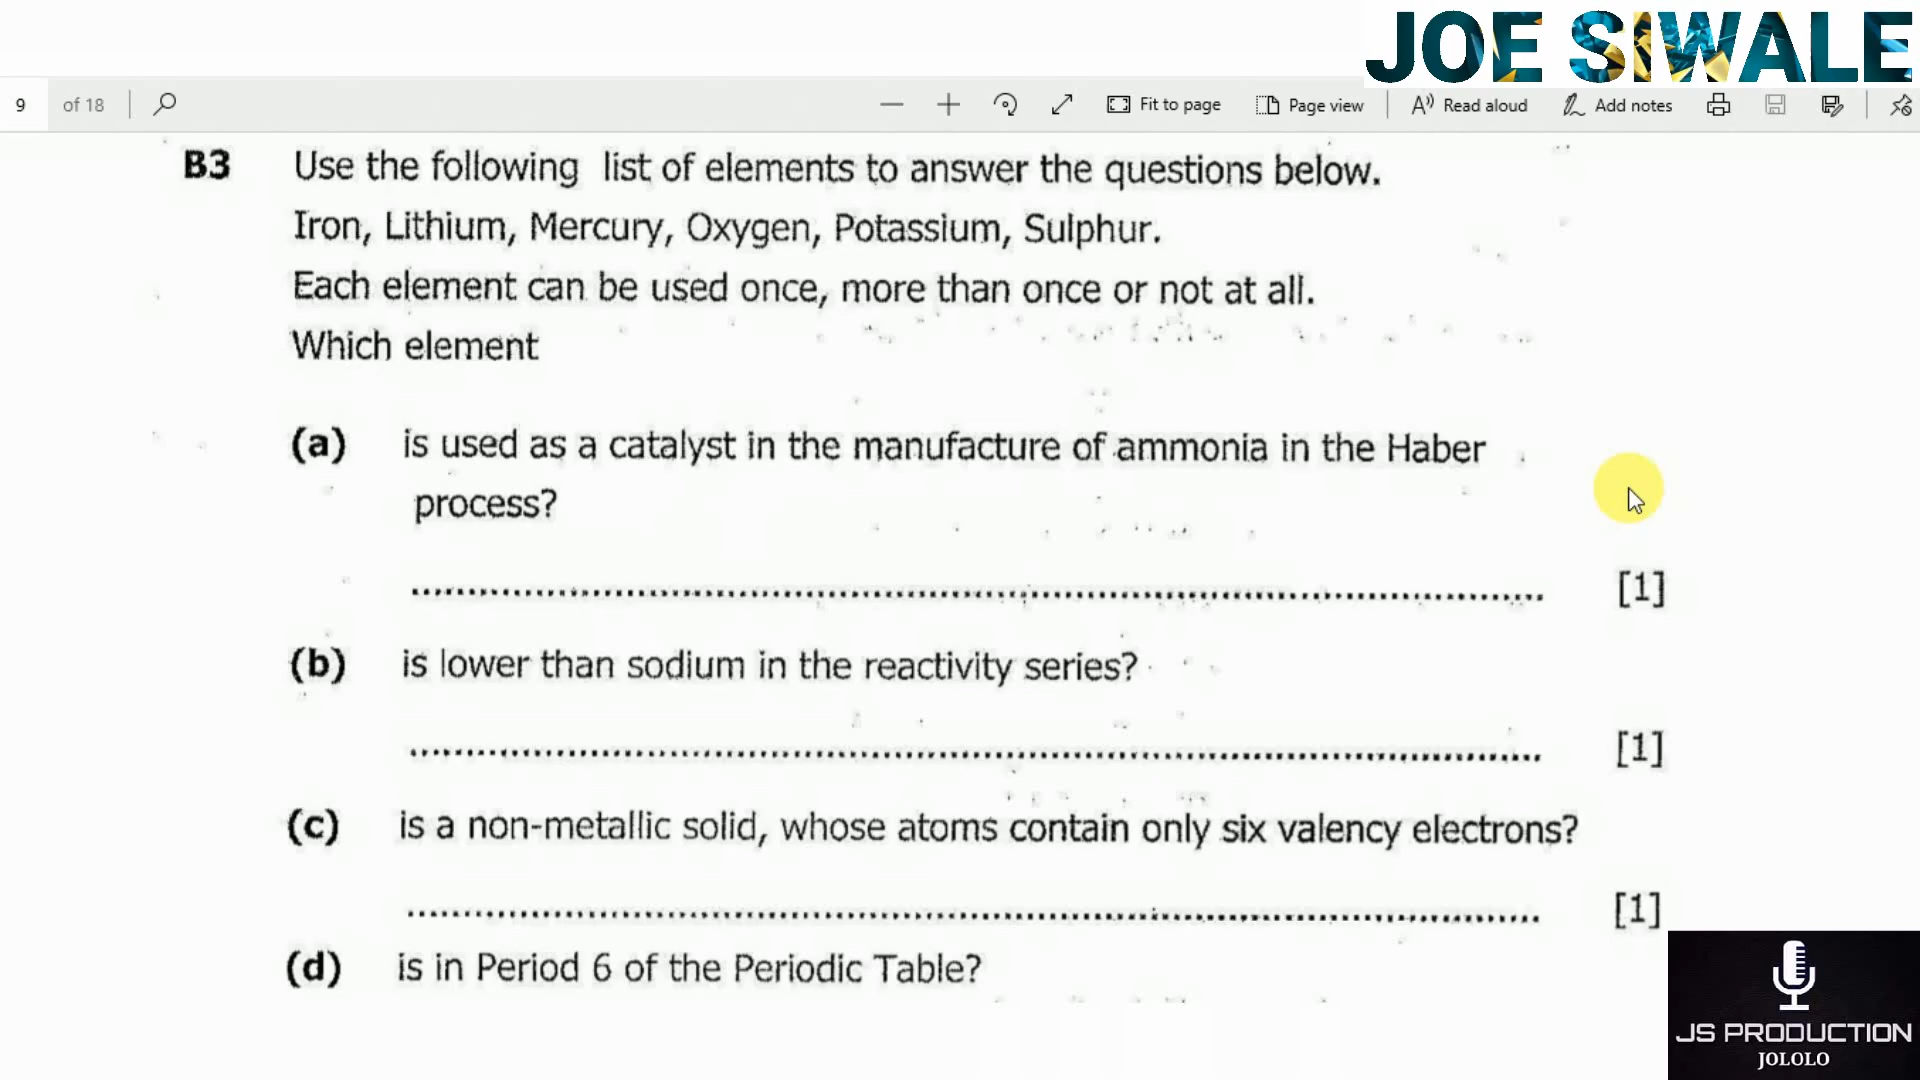 JOE SIWALE
9 of 18 Fit to page Page view Read aloud Add notes
B3 Use the following list of elements to answer the questions below.
Iron, Lithium, Mercury, Oxygen, Potassium, Sulphur.
Each element can be used once, more than once or not at all.
Which element
(a) is used as a catalyst in the manufacture of ammonia in the Haber
process?
[1]
(b) is lower than sodium in the reactivity series?
[1]
(c) is a non-metallic solid, whose atoms contain only six valency electrons?
[1]
(d) is in Period 6 of the Periodic Table?
JS PRODUCTION
JOLOLO